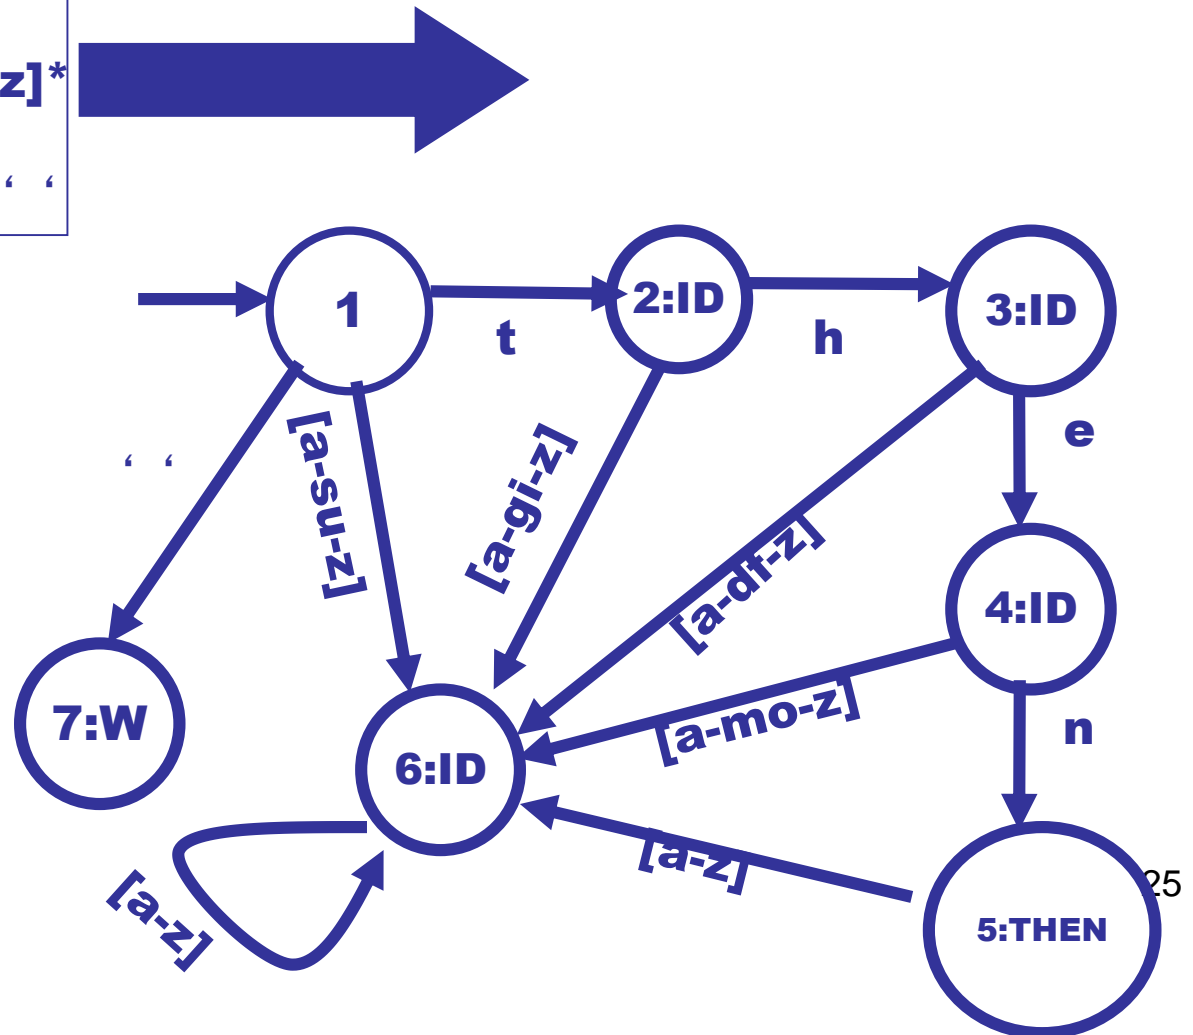 z]*
‘ ‘
1
t
2:ID
h
3:ID
e
‘ ‘
[a-su-z]
[a-gi-z]
[a-df-z]
4:ID
[a-mo-z]
n
7:W
6:ID
[a-z]
[a-z]
25
5:THEN